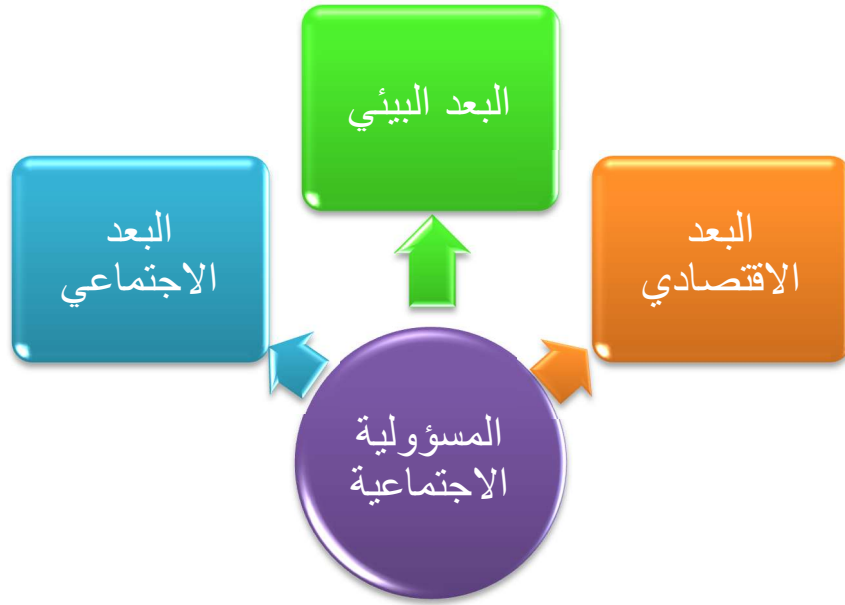 البعد البيئي
البعد
الاقتصادي
البعد
الاجتماعي
المسؤولية
الاجتماعية